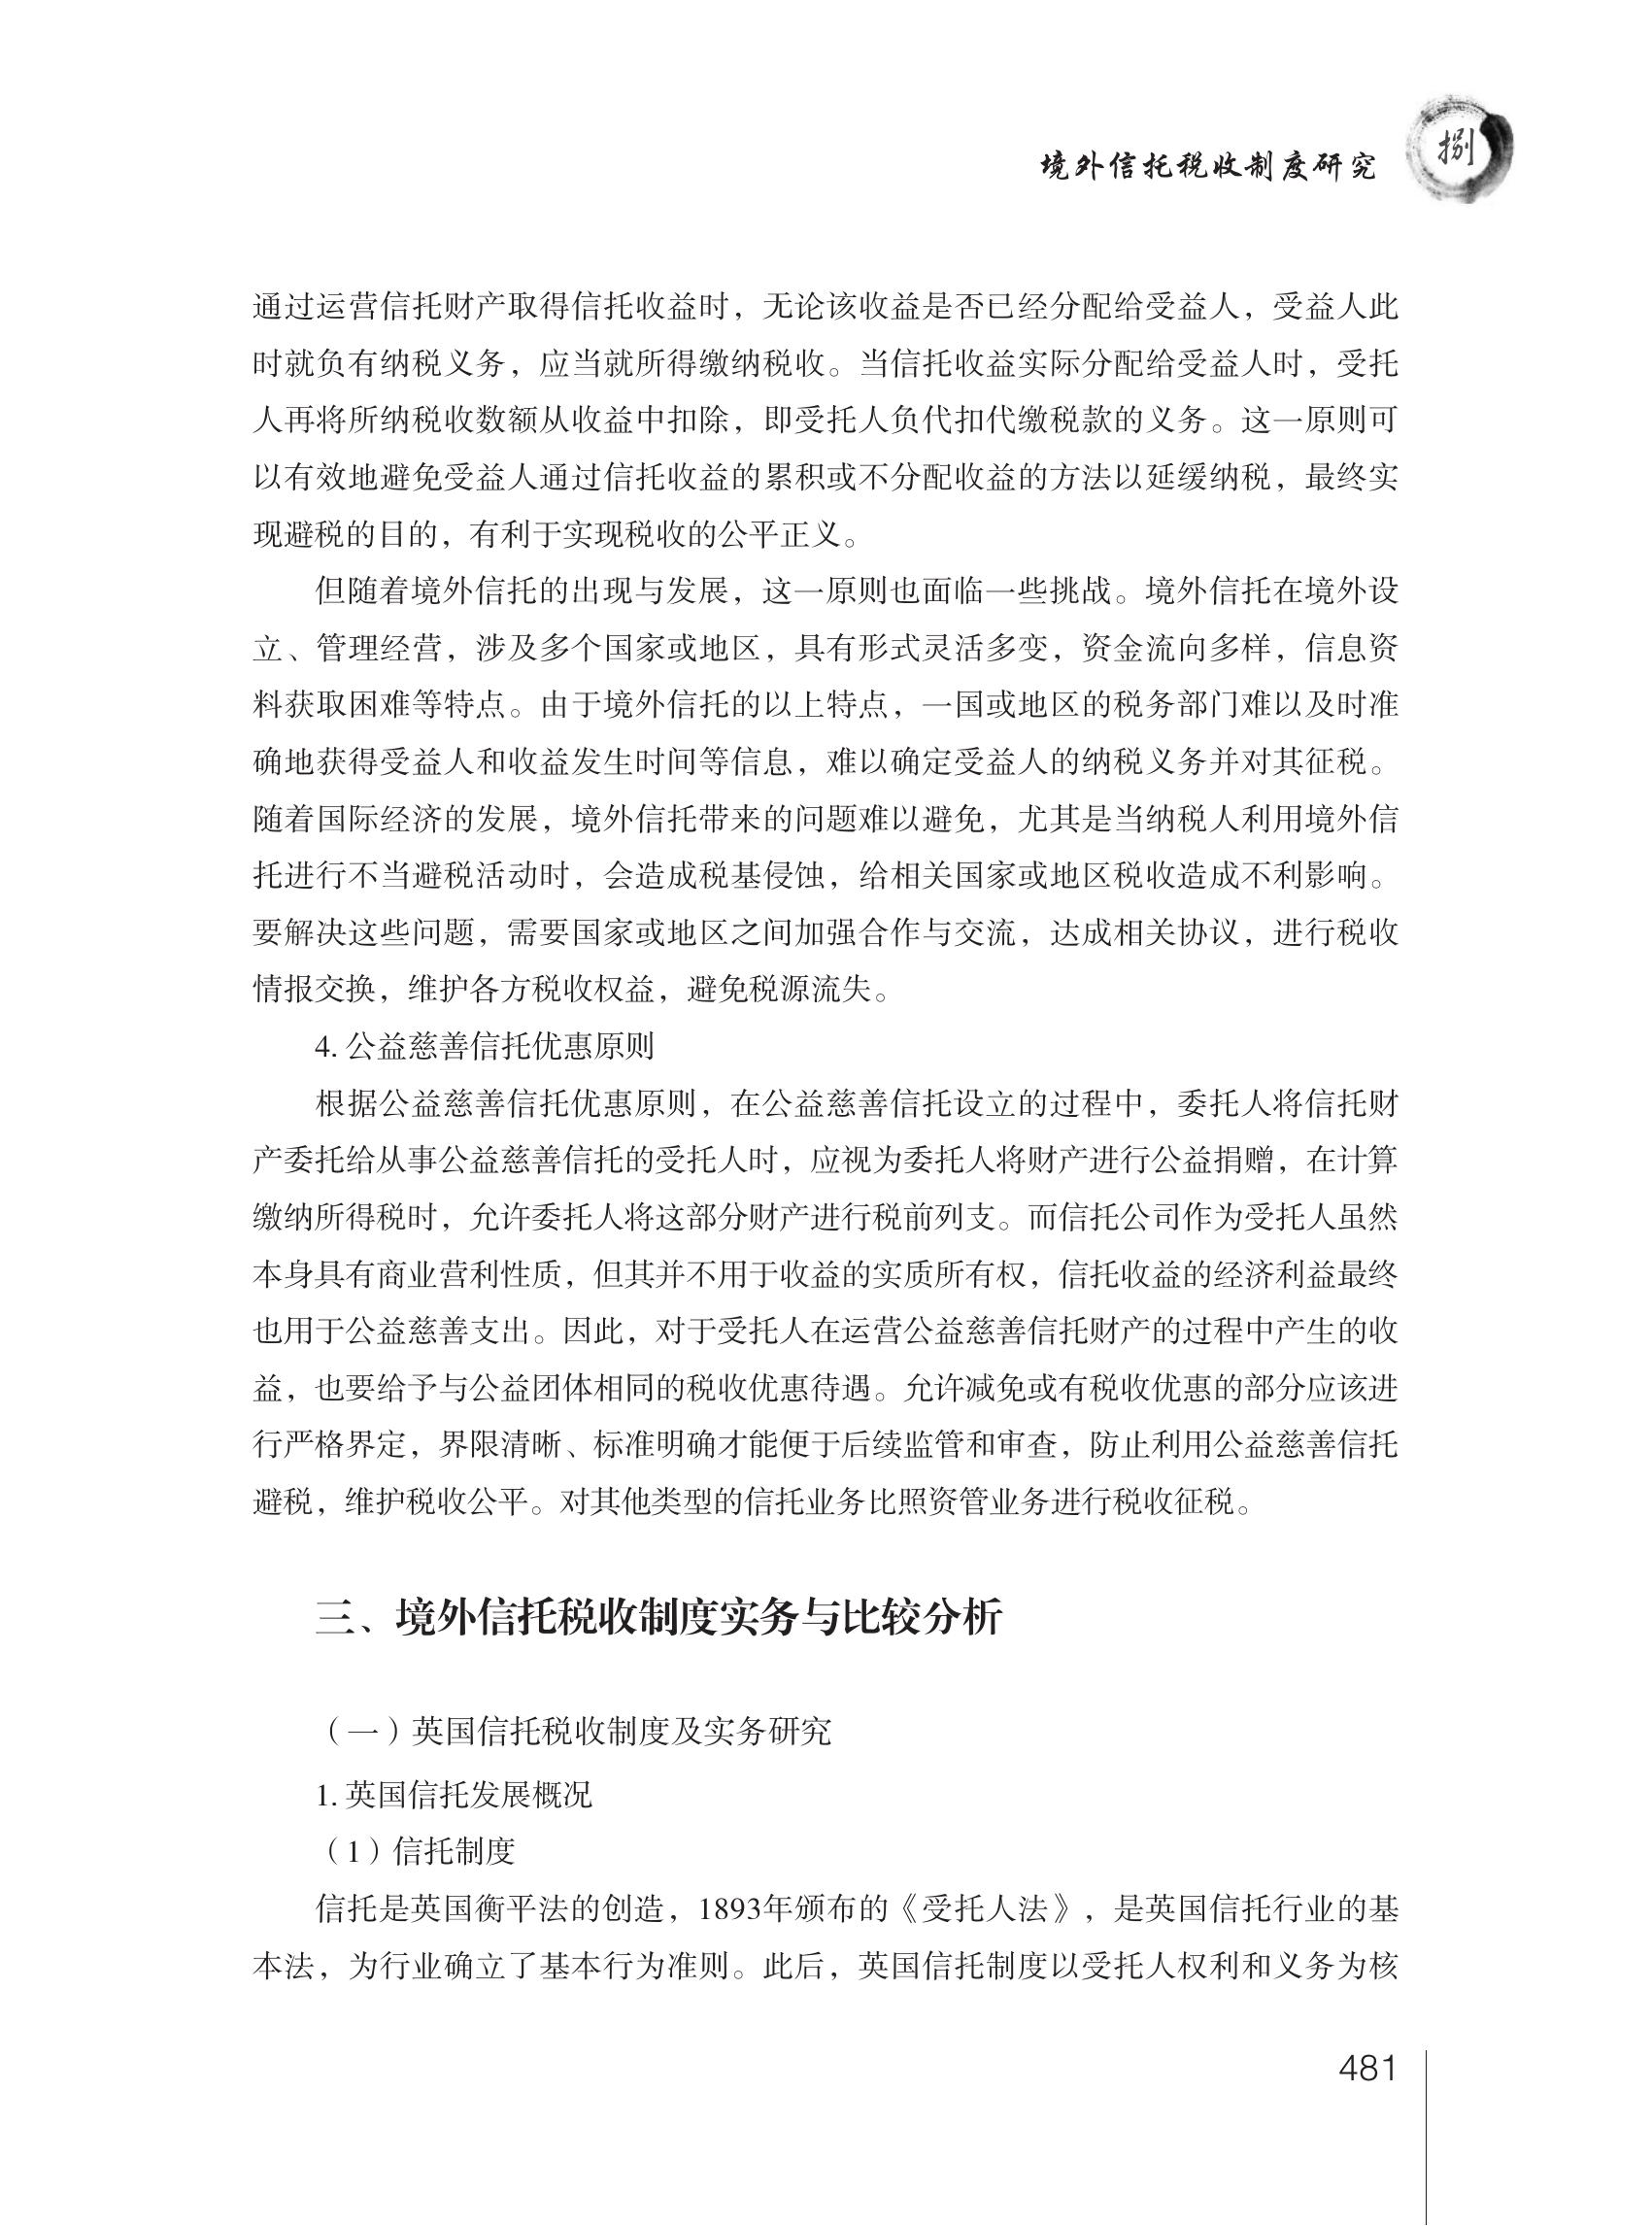 境外信托税收制度研究
捌
通过运营信托财产取得信托收益时，无论该收益是否已经分配给受益人，受益人此
时就负有纳税义务，应当就所得缴纳税收。当信托收益实际分配给受益人时，受托
人再将所纳税收数额从收益中扣除，即受托人负代扣代缴税款的义务。这一原则可
以有效地避免受益人通过信托收益的累积或不分配收益的方法以延缓纳税，最终实
现避税的目的，有利于实现税收的公平正义。
但随着境外信托的出现与发展，这一原则也面临一些挑战。境外信托在境外设
立、管理经营，涉及多个国家或地区，具有形式灵活多变，资金流向多样，信息资
料获取困难等特点。由于境外信托的以上特点，一国或地区的税务部门难以及时准
确地获得受益人和收益发生时间等信息，难以确定受益人的纳税义务并对其征税。
随着国际经济的发展，境外信托带来的问题难以避免，尤其是当纳税人利用境外信
托进行不当避税活动时，会造成税基侵蚀，给相关国家或地区税收造成不利影响。
要解决这些问题，需要国家或地区之间加强合作与交流，达成相关协议，进行税收
情报交换，维护各方税收权益，避免税源流失。
4. 公益慈善信托优惠原则
根据公益慈善信托优惠原则，在公益慈善信托设立的过程中，委托人将信托财
产委托给从事公益慈善信托的受托人时，应视为委托人将财产进行公益捐赠，在计算
缴纳所得税时，允许委托人将这部分财产进行税前列支。而信托公司作为受托人虽然
本身具有商业营利性质，但其并不用于收益的实质所有权，信托收益的经济利益最终
也用于公益慈善支出。因此，对于受托人在运营公益慈善信托财产的过程中产生的收
益，也要给予与公益团体相同的税收优惠待遇。允许减免或有税收优惠的部分应该进
行严格界定，界限清晰、标准明确才能便于后续监管和审查，防止利用公益慈善信托
避税，维护税收公平。对其他类型的信托业务比照资管业务进行税收征税。
三、境外信托税收制度实务与比较分析
（一）英国信托税收制度及实务研究
1. 英国信托发展概况
（1）信托制度
信托是英国衡平法的创造，1893年颁布的《受托人法》，是英国信托行业的基
本法，为行业确立了基本行为准则。此后，英国信托制度以受托人权利和义务为核
481